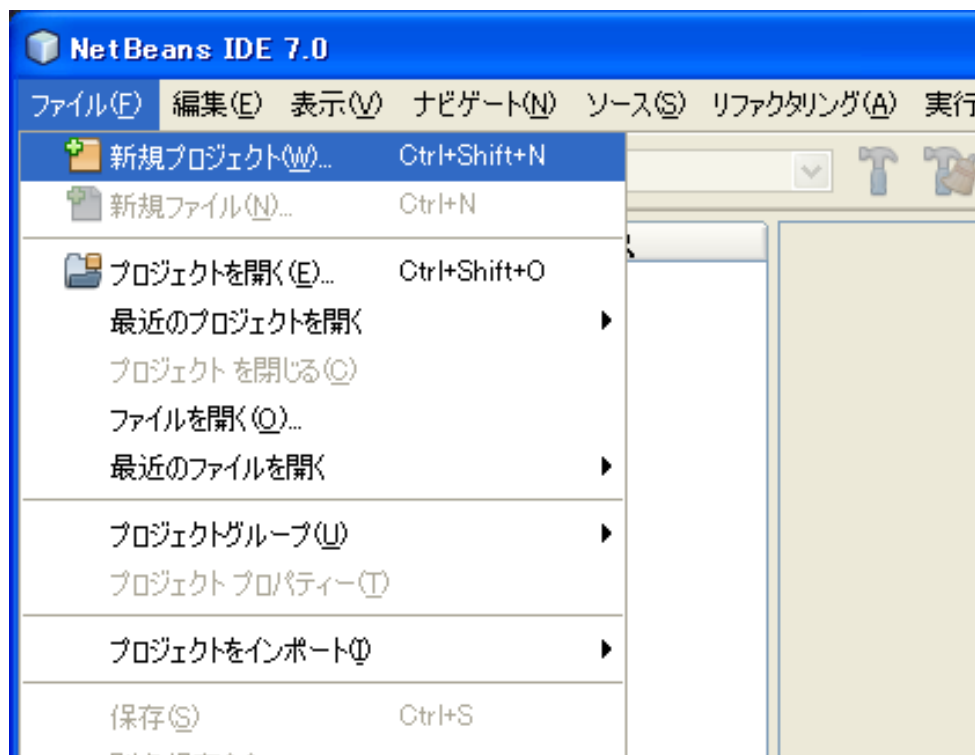 NetBeans IDE 7.0
ファイル(F) 編集(E) 表示(V) ナビゲート(N) ソース(S) リファクタリング(A) 実行
新規プロジェクト(W)... Ctrl+Shift+N
新規ファイル(N)... Ctrl+N
プロジェクトを開く(E)... Ctrl+Shift+O
最近のプロジェクトを開く
プロジェクト を閉じる(C)
ファイルを開く(O)...
最近のファイルを開く
プロジェクトグループ(U)
プロジェクト プロパティー(T)
プロジェクトをインポート(I)
保存(S) Ctrl+S